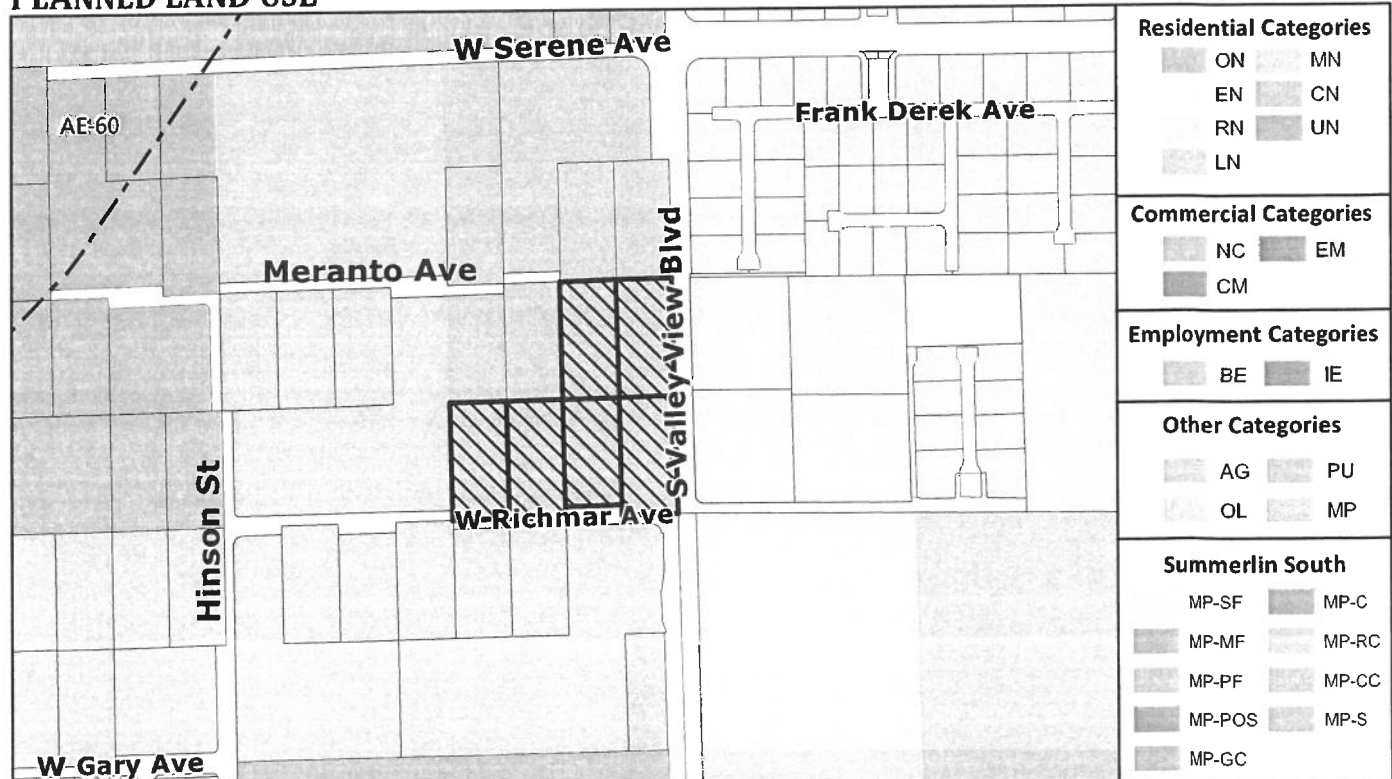 PLANNED LAND USE
W Serene Ave
Frank Derek Ave
AE-60
Meranto Ave
S Valley View Blvd
Hinson St
W Richmar Ave
W Gary Ave
Residential Categories
ON MN
EN CN
RN UN
LN
Commercial Categories
NC EM
CM
Employment Categories
BE IE
Other Categories
AG PU
OL MP
Summerlin South
MP-SF MP-C
MP-MF MP-RC
MP-PF MP-CC
MP-POS MP-S
MP-GC